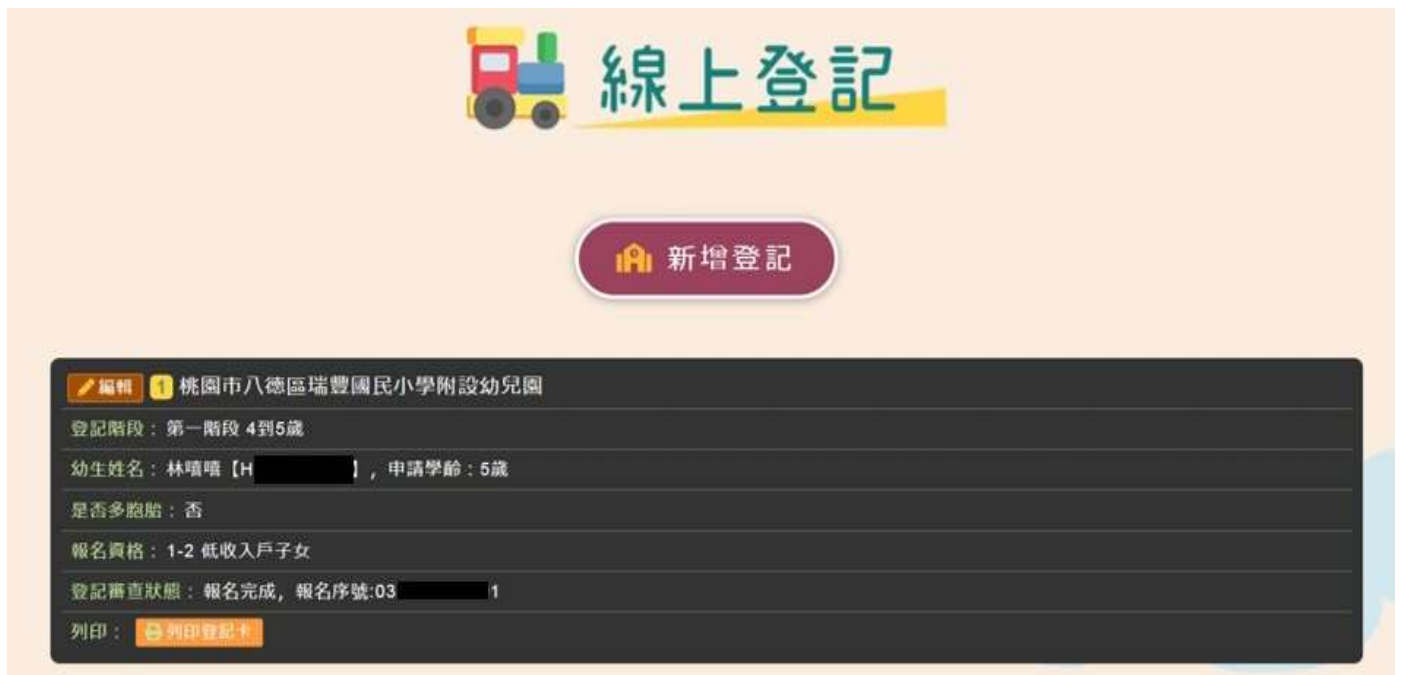 線上登記
新增登記
編輯 1 桃園市八德區瑞豐國民小學附設幼兒園
登記階段：第一階段 4到5歲
幼生姓名：林嘻嘻【H】，申請學齡：5歲
是否多胞胎：否
報名資格：1-2 低收入戶子女
登記審查狀態：報名完成，報名序號:03 1
列印： 列印登記卡